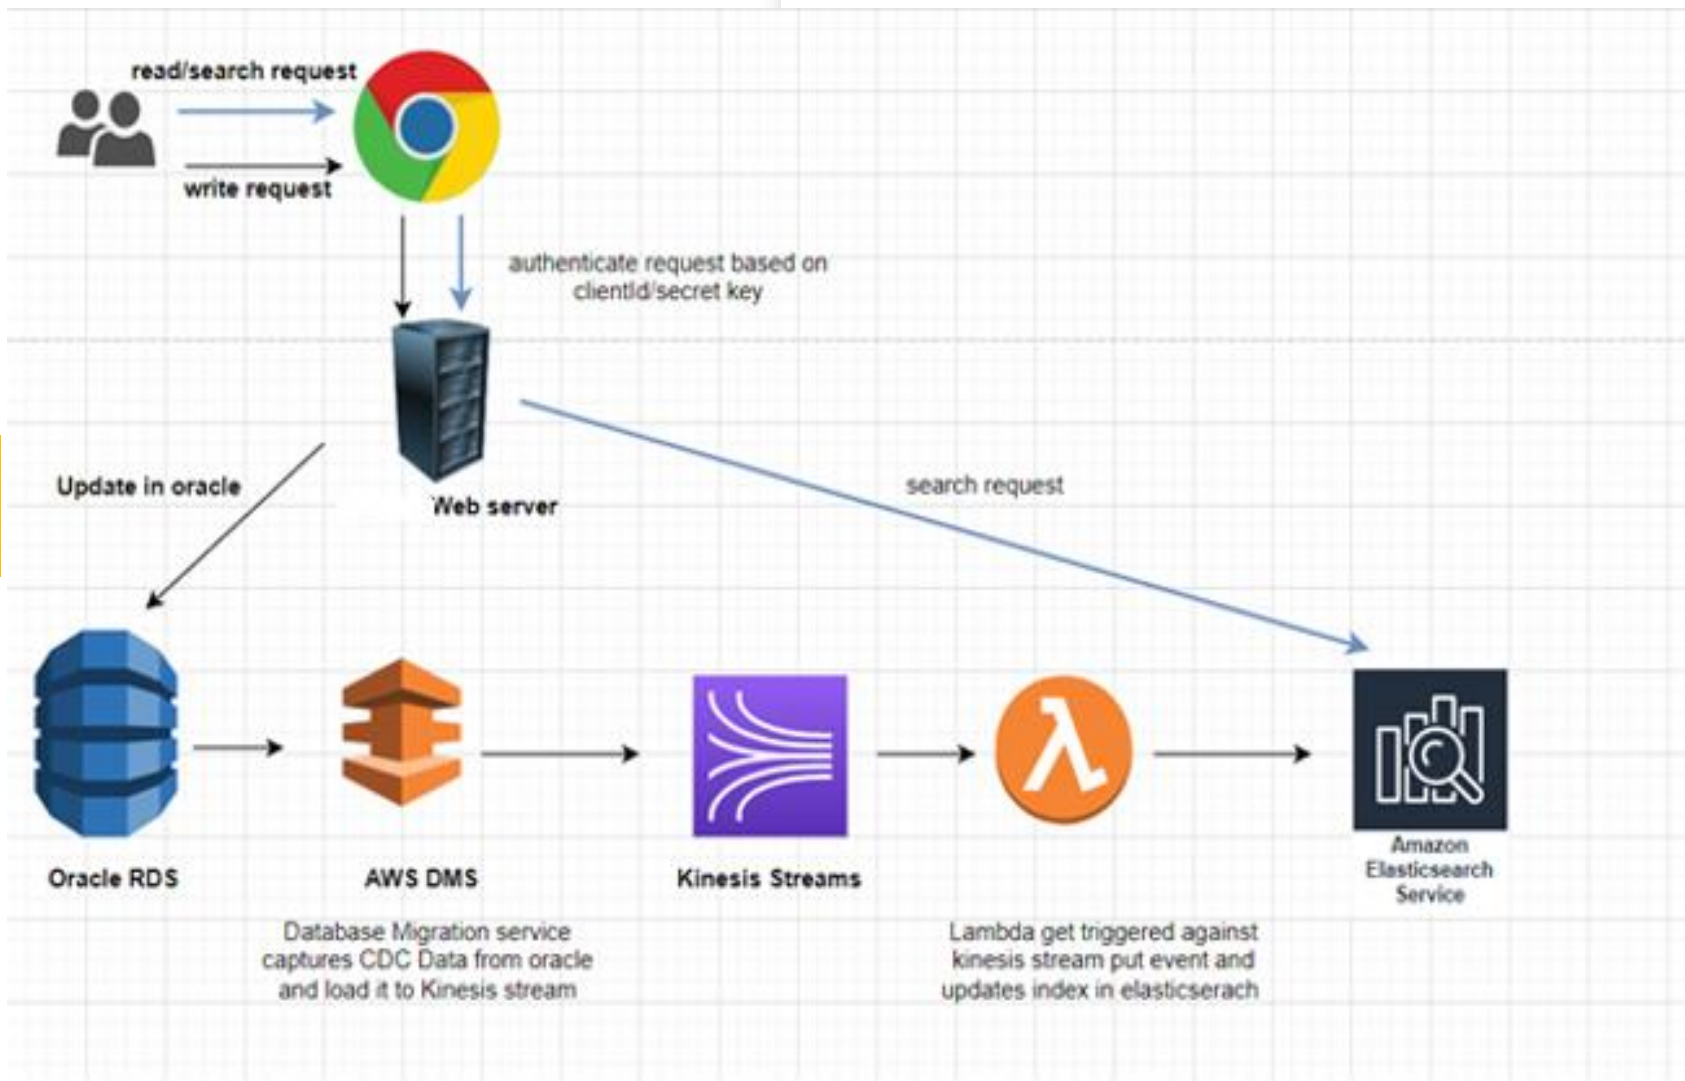 read/search request
write request
authenticate request based on
clientId/secret key
Update in oracle
Web server
search request
Oracle RDS
AWS DMS
Kinesis Streams
Amazon
Elasticsearch
Service
Database Migration service
captures CDC Data from oracle
and load it to Kinesis stream
Lambda get triggered against
kinesis stream put event and
updates index in elasticserach